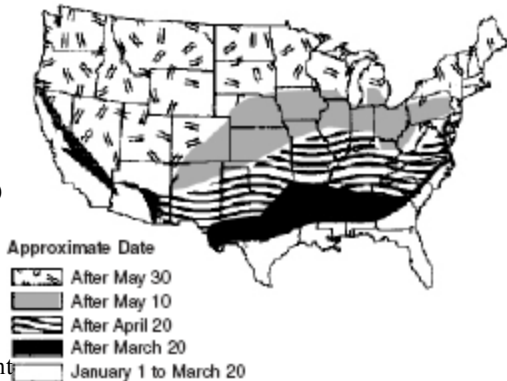 Approximate Date
After May 30
After May 10
After April 20
After March 20
January 1 to March 20